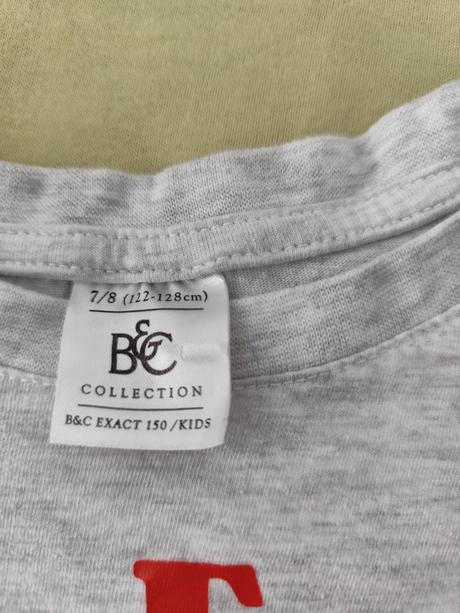 7/8 (122-128cm)
B&C
COLLECTION
B&C EXACT 150 /KIDS